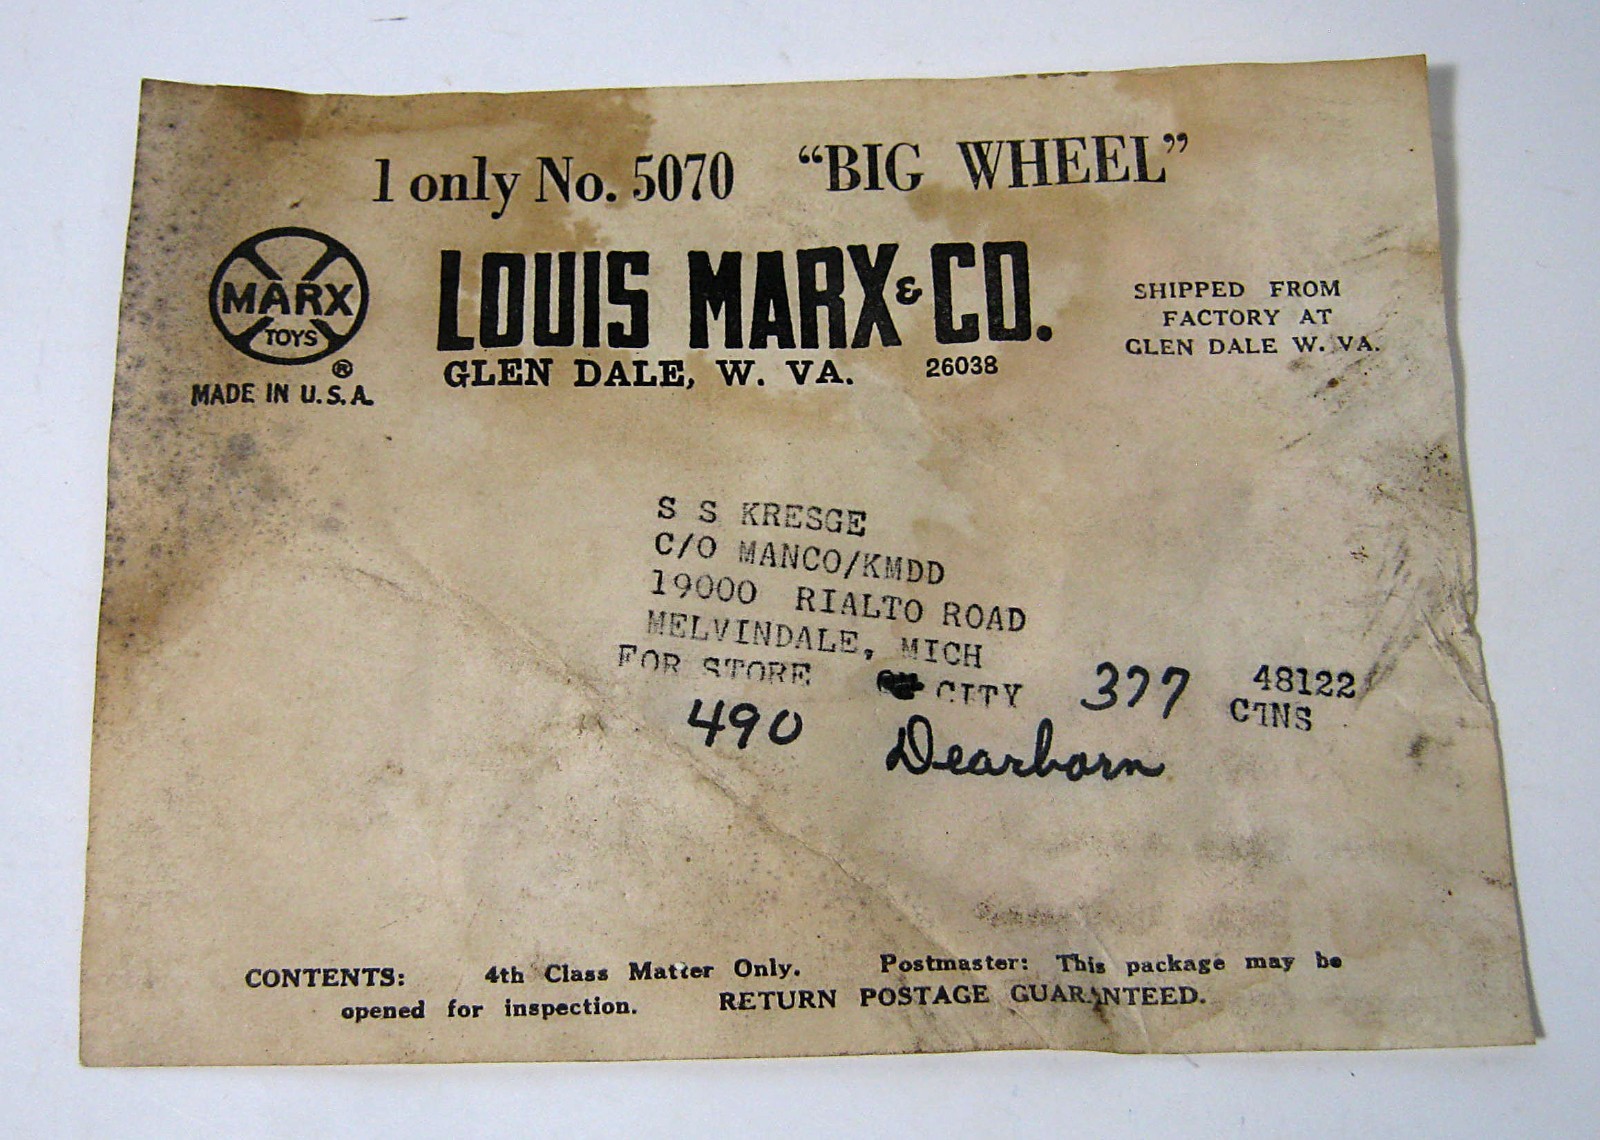 1 only No. 5070 “BIG WHEEL”
MARX
TOYS
®
MADE IN U.S.A.
LOUIS MARX & CO.
GLEN DALE, W. VA. 26038
SHIPPED FROM
FACTORY AT
GLEN DALE W. VA.
S S KRESGE
C/O MANCO/KMDD
19000 RIALTO ROAD
MELVINDALE, MICH
FOR STORE CITY 377 48122
490 Dearborn CTNS
CONTENTS: 4th Class Matter Only. Postmaster: This package may be
opened for inspection. RETURN POSTAGE GUARANTEED.